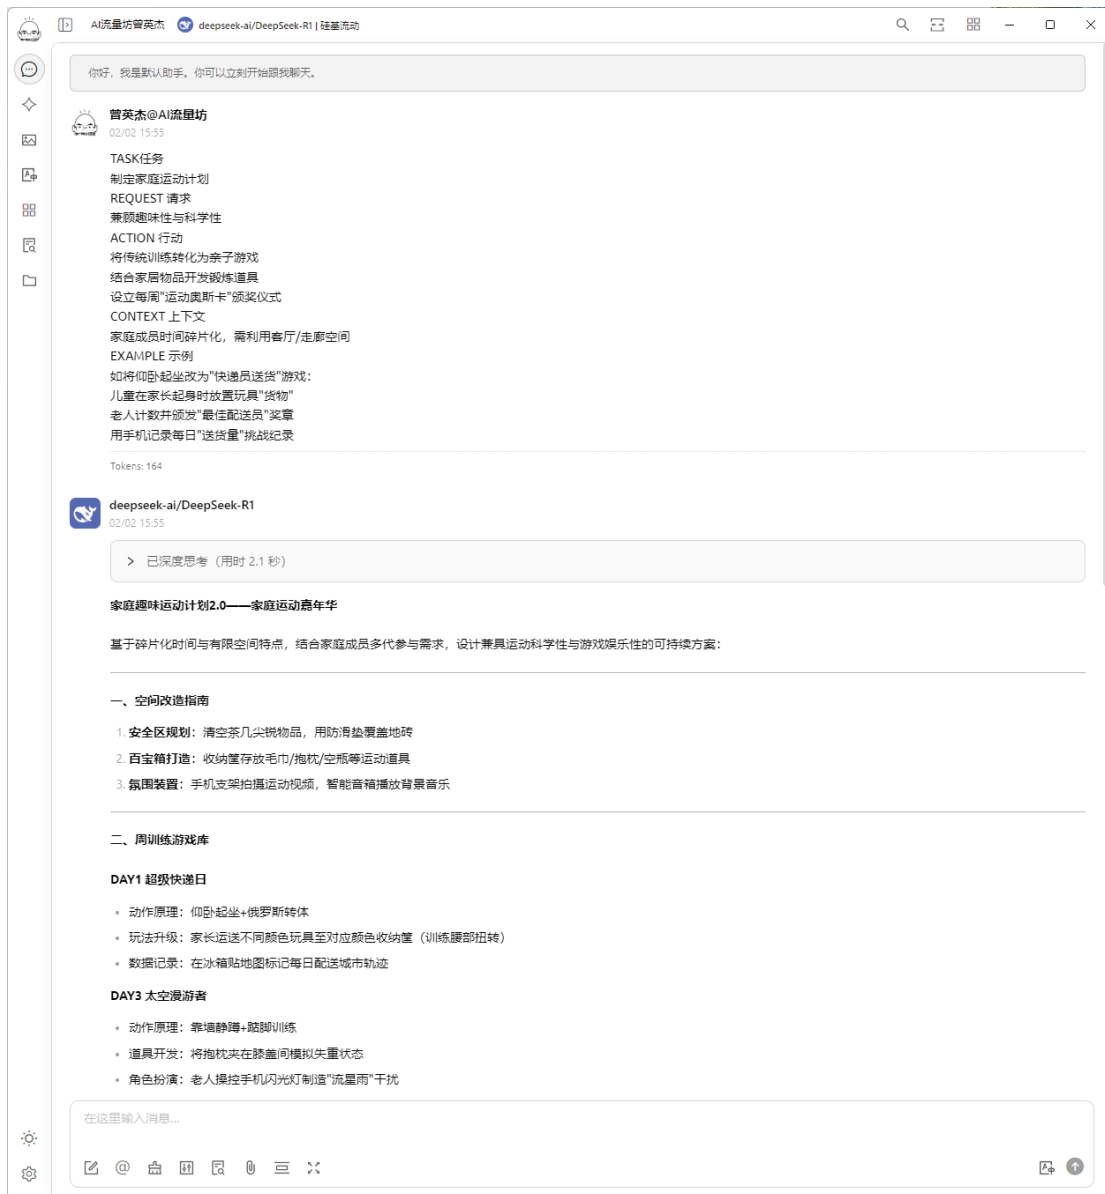 AI流量坊曾英杰 deepseek-ai/DeepSeek-R1 | 硅基流动
你好，我是默认助手。你可以立刻开始跟我聊天。
曾英杰@AI流量坊
02/02 15:55
TASK任务
制定家庭运动计划
REQUEST 请求
兼顾趣味性与科学性
ACTION 行动
将传统训练转化为亲子游戏
结合家居物品开发锻炼道具
设立每周"运动奥斯卡"颁奖仪式
CONTEXT 上下文
家庭成员时间碎片化，需利用客厅/走廊空间
EXAMPLE 示例
如将仰卧起坐改为"快递员送货"游戏：
儿童在家长起身时放置玩具"货物"
老人计数并颁发"最佳配送员"奖章
用手机记录每日"送货量"挑战纪录
Tokens: 164
deepseek-ai/DeepSeek-R1
02/02 15:55
已深度思考（用时 2.1 秒）
家庭趣味运动计划2.0——家庭运动嘉年华
基于碎片化时间与有限空间特点，结合家庭成员多代参与需求，设计兼具运动科学性与游戏娱乐性的可持续方案：
一、空间改造指南
1. 安全区规划：清空茶几尖锐物品，用防滑垫覆盖地砖
2. 百宝箱打造：收纳筐存放毛巾/抱枕/空瓶等运动道具
3. 氛围装置：手机支架拍摄运动视频，智能音箱播放背景音乐
二、周训练游戏库
DAY1 超级快递日
• 动作原理：仰卧起坐+俄罗斯转体
• 玩法升级：家长运送不同颜色玩具至对应颜色收纳筐（训练腰部扭转）
• 数据记录：在冰箱贴地图标记每日配送城市轨迹
DAY3 太空漫游者
• 动作原理：靠墙静蹲+踮脚训练
• 道具开发：将抱枕夹在膝盖间模拟失重状态
• 角色扮演：老人操控手机闪光灯制造"流星雨"干扰
在这里输入消息...